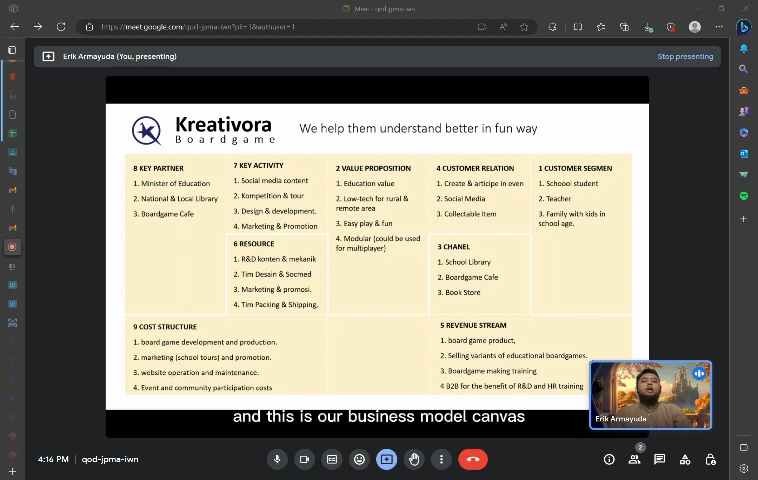 Meet - qod-jpma-iwn
https://meet.google.com/qod-jpma-iwn?pli=1&authuser=1
Erik Armayuda (You, presenting)
Stop presenting
Kreativora
Boardgame
We help them understand better in fun way
8 KEY PARTNER
1. Minister of Education
2. National & Local Library
3. Boardgame Cafe
7 KEY ACTIVITY
1. Social media content
2. Kompetition & tour
3. Design & development.
4. Marketing & Promotion
6 RESOURCE
1. R&D konten & mekanik
2. Tim Desain & Socmed
3. Marketing & promosi.
4. Tim Packing & Shipping,
2 VALUE PROPOSITION
1. Education value
2. Low-tech for rural &
remote area
3. Easy play & fun
4. Modular (could be used
for multiplayer)
4 CUSTOMER RELATION
1. Create & articipe in even
2. Social Media
3. Collectable Item
3 CHANEL
1. School Library
2. Boardgame Cafe
3. Book Store
1 CUSTOMER SEGMEN
1. Schoool student
2. Teacher
3. Family with kids in
school age.
9 COST STRUCTURE
1. board game development and production.
2. marketing (school tours) and promotion.
3. website operation and maintenance.
4. Event and community participation costs
5 REVENUE STREAM
1. board game product,
2. Selling variants of educational boardgames.
3. Boardgame making training
4 B2B for the benefit of R&D and HR training
Erik Armayuda
and this is our business model canvas
4:16 PM
qod-jpma-iwn
2